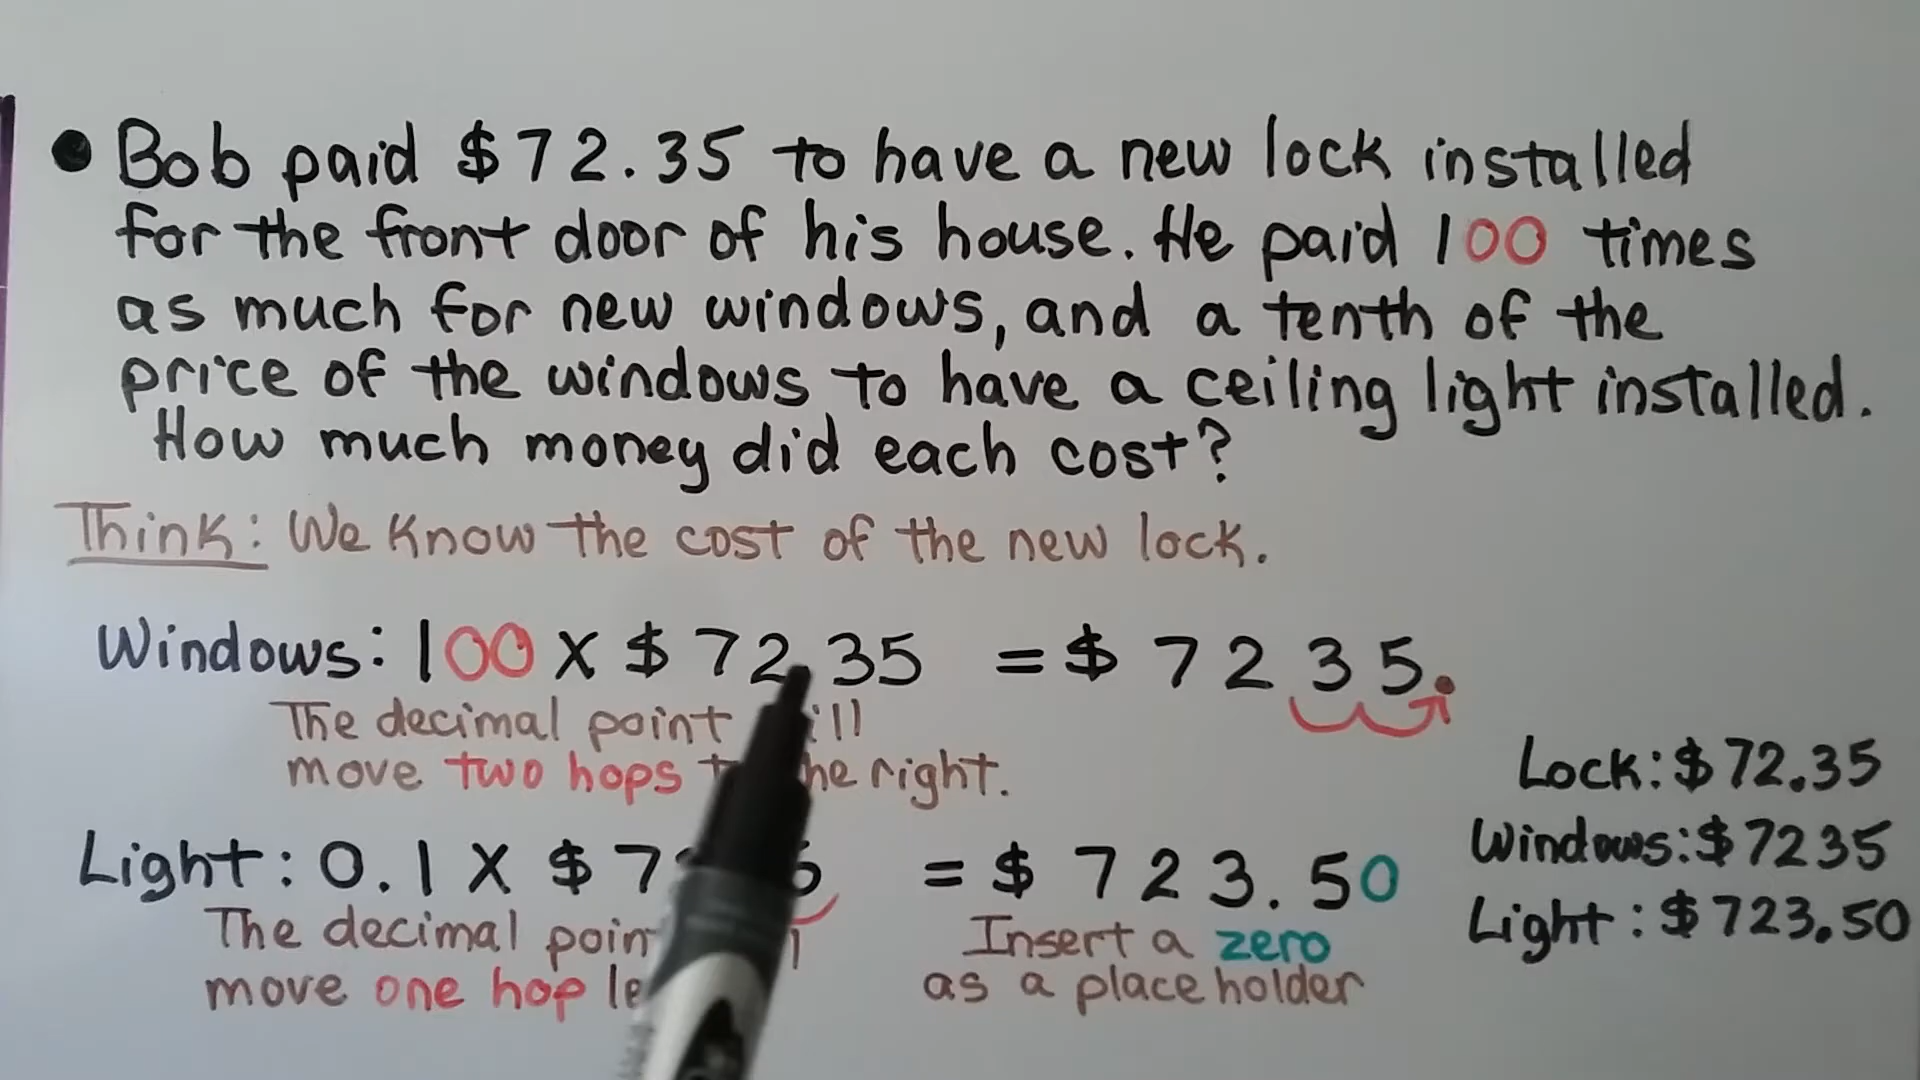 Bob paid $72.35 to have a new lock installed
for the front door of his house. He paid 100 times
as much for new windows, and a tenth of the
price of the windows to have a ceiling light installed.
How much money did each cost?
Think: We know the cost of the new lock.
Windows: 100 x $72 35 = $7235.
The decimal point
move two hops the right.
Light: 0.1 x $7 = $723.50
The decimal
move one hop
Insert a zero
as a place holder
Lock: $72.35
Windows: $7235
Light: $723.50